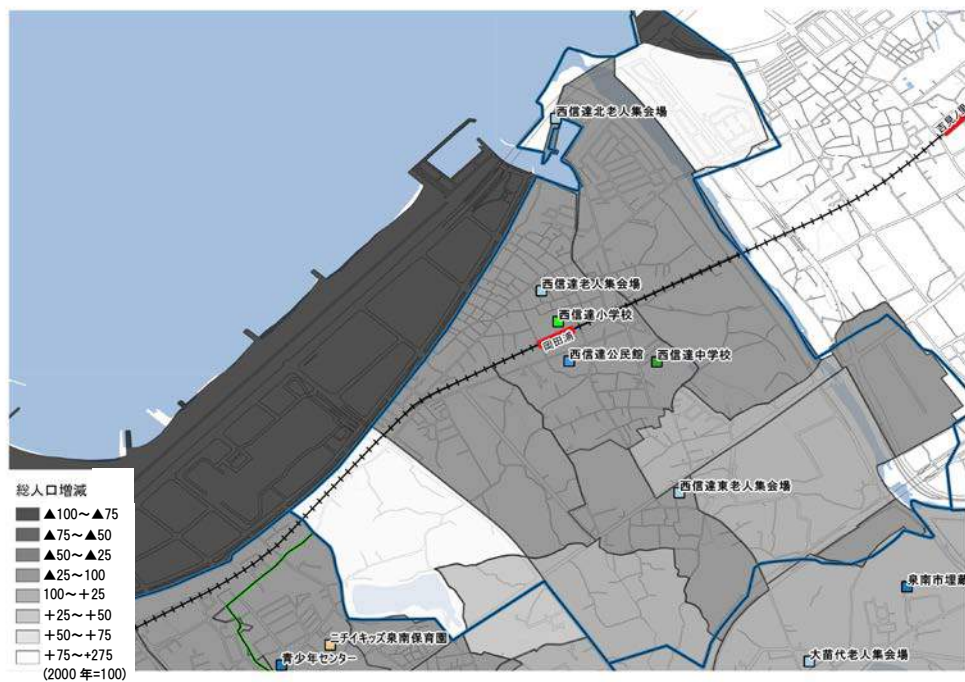 西信達北老人集会場
吉見ノ里
西信達老人集会場
西信達小学校
岡田浦
西信達公民館
西信達中学校
西信達東老人集会場
泉南市埋蔵
ニチイキッズ泉南保育園
青少年センター
大苗代老人集会場
総人口増減
▲100～▲75
▲75～▲50
▲50～▲25
▲25～100
100～+25
+25～+50
+50～+75
+75～+275
(2000 年=100)